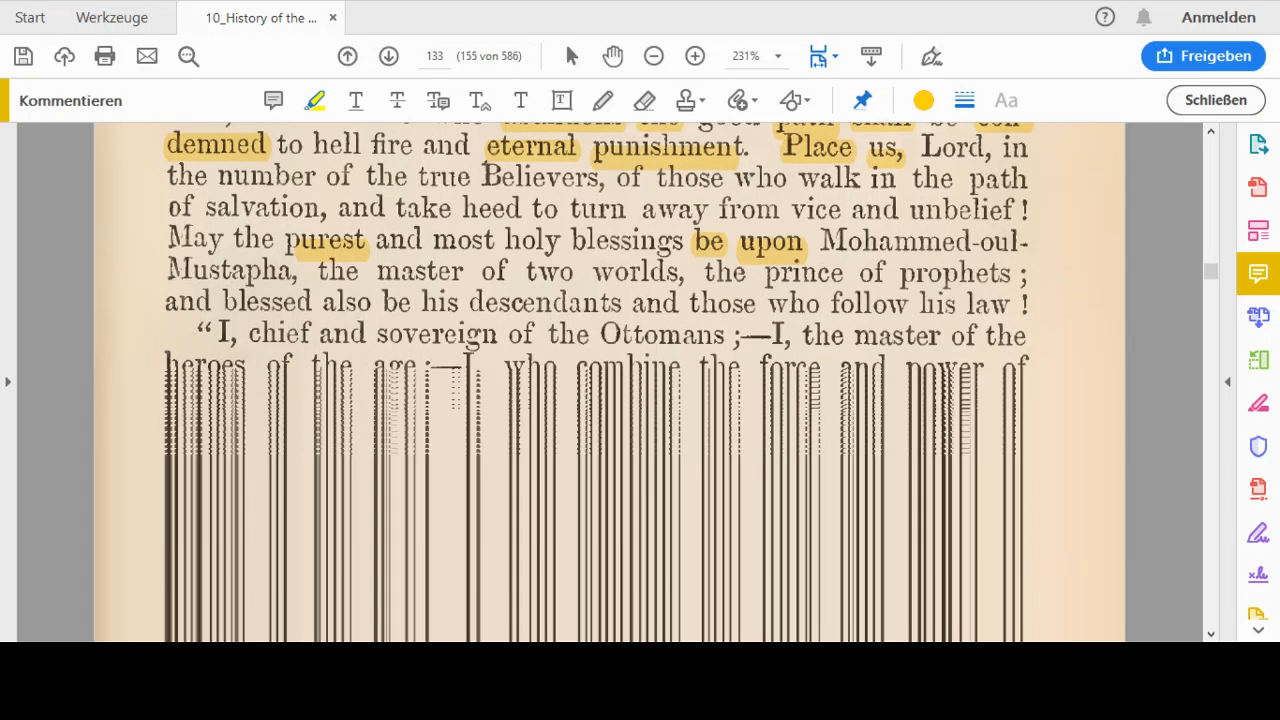 Start Werkzeuge 10_History of the ... × Anmelden
133 (155 von 586) 231% Freigeben
Kommentieren Aa Schließen
demned to hell fire and eternal punishment. Place us, Lord, in
the number of the true Believers, of those who walk in the path
of salvation, and take heed to turn away from vice and unbelief!
May the purest and most holy blessings be upon Mohammed-oul-
Mustapha, the master of two worlds, the prince of prophets;
and blessed also be his descendants and those who follow his law!
“I, chief and sovereign of the Ottomans;—I, the master of the
heroes of the age;—I who combine the force and power of